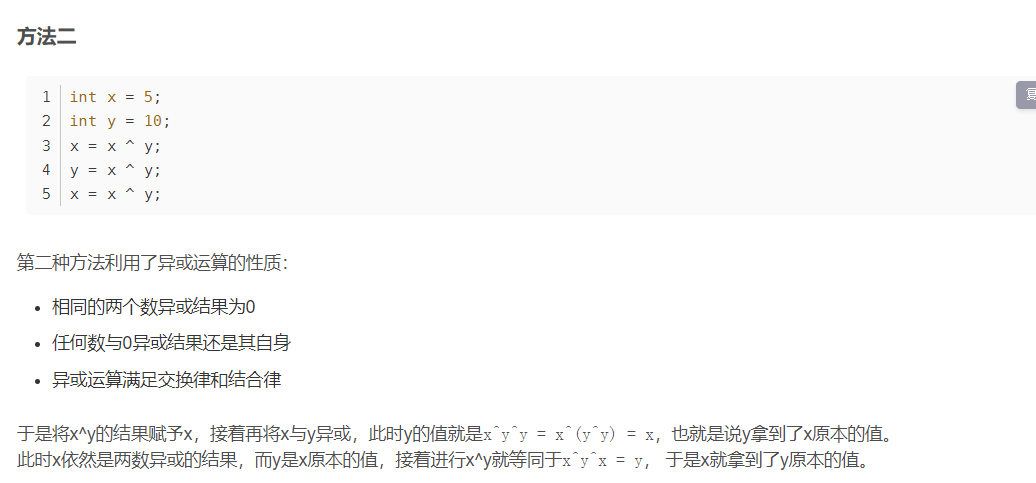 方法二
1 int x = 5;
2 int y = 10;
3 x = x ^ y;
4 y = x ^ y;
5 x = x ^ y;
第二种方法利用了异或运算的性质：
• 相同的两个数异或结果为0
• 任何数与0异或结果还是其自身
• 异或运算满足交换律和结合律
于是将x^y的结果赋予x，接着再将x与y异或，此时y的值就是x^y^y = x^(y^y) = x，也就是说y拿到了x原本的值。
此时x依然是两数异或的结果，而y是x原本的值，接着进行x^y就等同于x^y^x = y， 于是x就拿到了y原本的值。